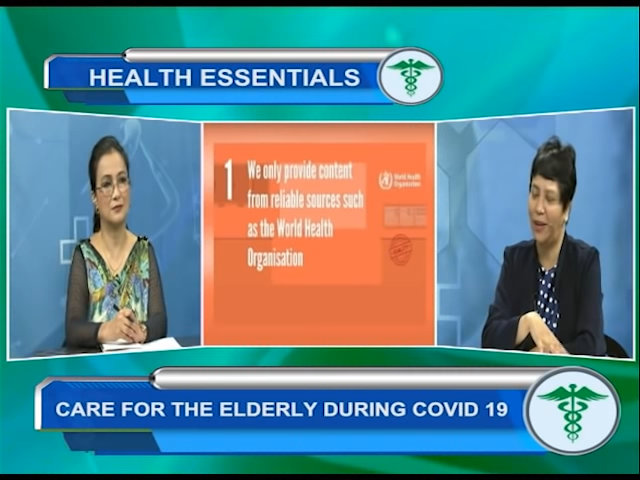 HEALTH ESSENTIALS
1
We only provide content
from reliable sources such
as the World Health
Organisation
World Health
Organization
CARE FOR THE ELDERLY DURING COVID 19